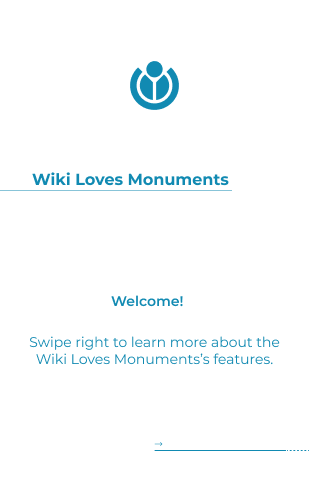 Wiki Loves Monuments
Welcome!
Swipe right to learn more about the
Wiki Loves Monuments's features.
→